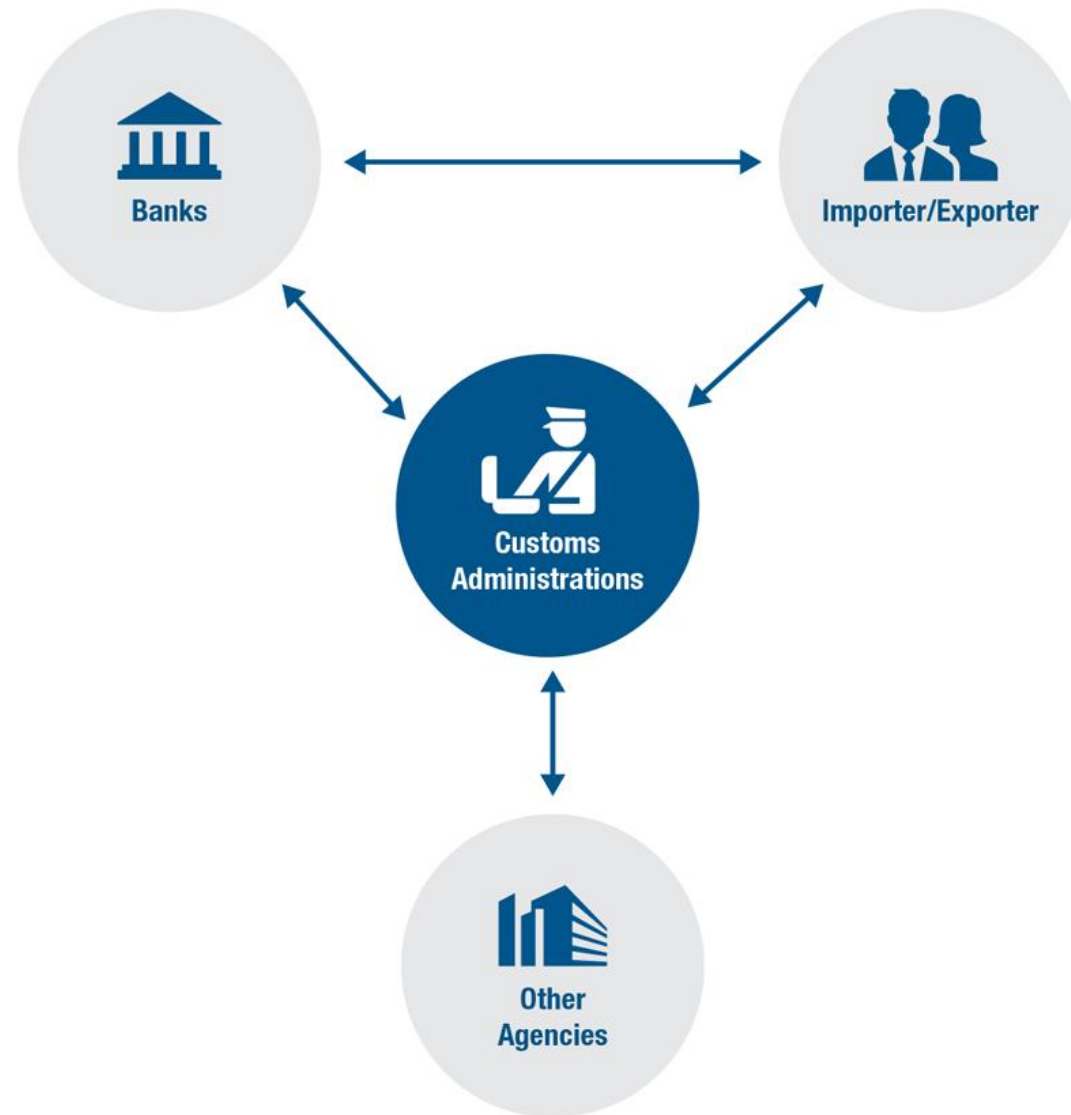 Banks
Importer/Exporter
Customs
Administrations
Other
Agencies